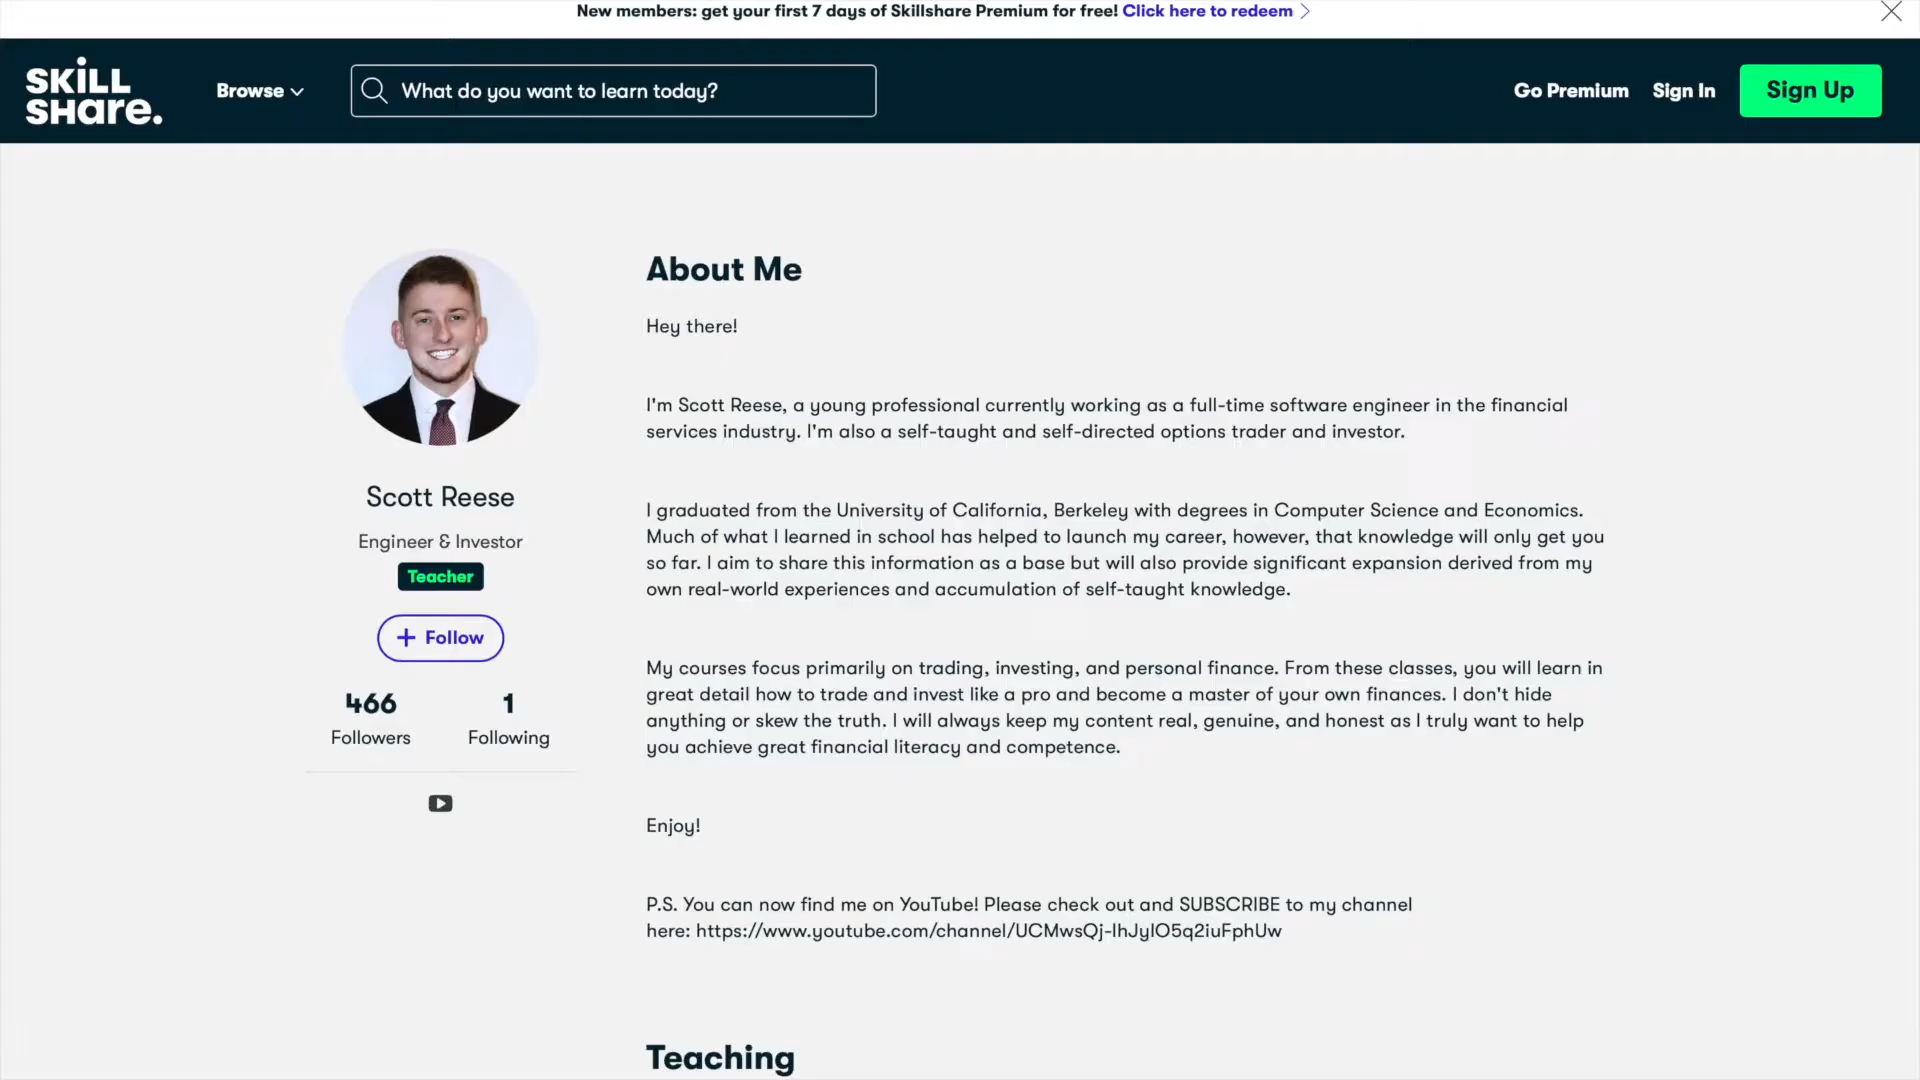 New members: get your first 7 days of Skillshare Premium for free! Click here to redeem
SKiLL
SHare.
Browse
What do you want to learn today?
Go Premium
Sign In
Sign Up
Scott Reese
Engineer & Investor
Teacher
+ Follow
466
Followers
1
Following
About Me
Hey there!
I'm Scott Reese, a young professional currently working as a full-time software engineer in the financial
services industry. I'm also a self-taught and self-directed options trader and investor.
I graduated from the University of California, Berkeley with degrees in Computer Science and Economics.
Much of what I learned in school has helped to launch my career, however, that knowledge will only get you
so far. I aim to share this information as a base but will also provide significant expansion derived from my
own real-world experiences and accumulation of self-taught knowledge.
My courses focus primarily on trading, investing, and personal finance. From these classes, you will learn in
great detail how to trade and invest like a pro and become a master of your own finances. I don't hide
anything or skew the truth. I will always keep my content real, genuine, and honest as I truly want to help
you achieve great financial literacy and competence.
Enjoy!
P.S. You can now find me on YouTube! Please check out and SUBSCRIBE to my channel
here: https://www.youtube.com/channel/UCMwsQj-IhJyIO5q2iuFphUw
Teaching